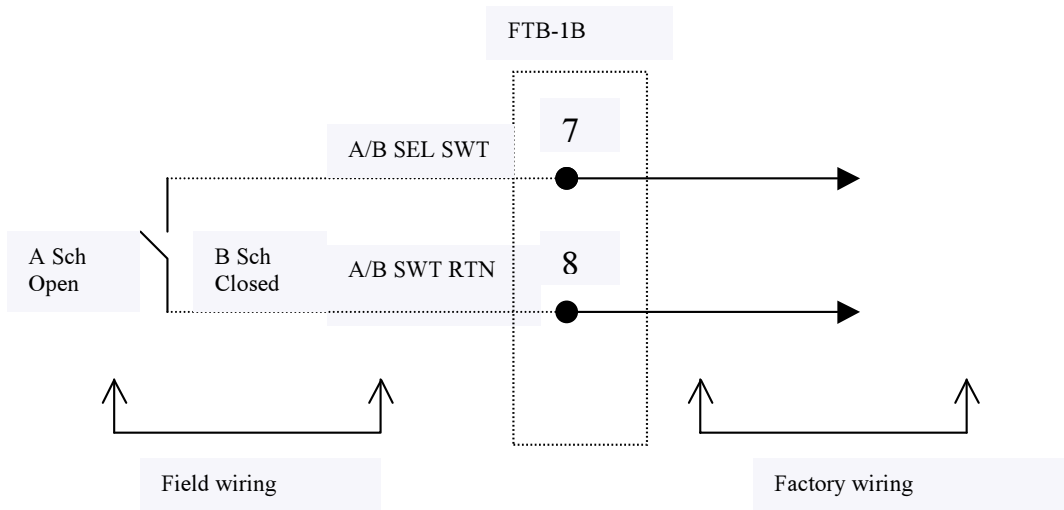 FTB-1B
7
A/B SEL SWT
A Sch
Open
B Sch
Closed
A/B SWT RTN
8
Field wiring
Factory wiring